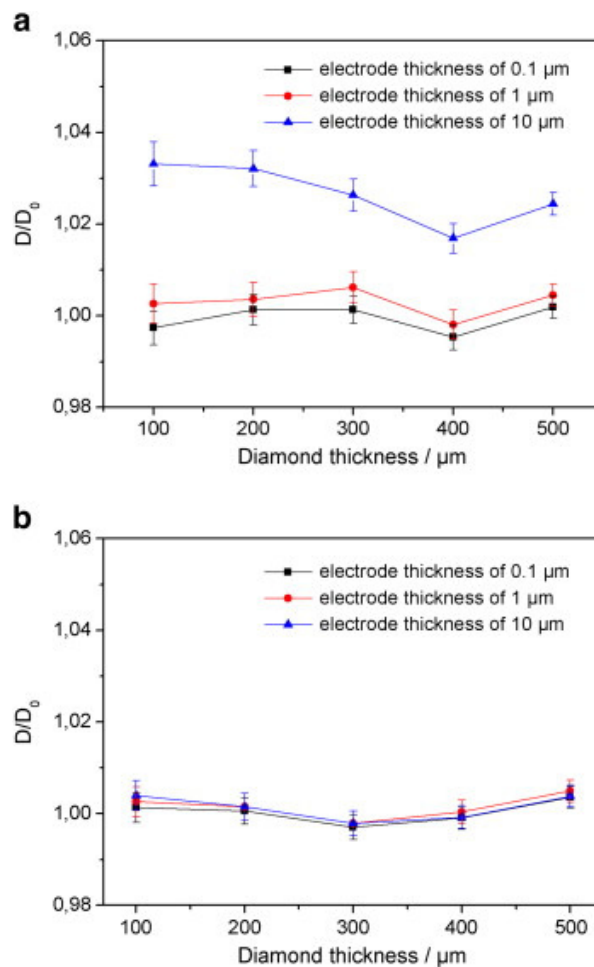 a
1,06
1,04
1,02
1,00
0,98
D/D₀
electrode thickness of 0.1 µm
electrode thickness of 1 µm
electrode thickness of 10 µm
100 200 300 400 500
Diamond thickness / µm
b
1,06
1,04
1,02
1,00
0,98
D/D₀
electrode thickness of 0.1 µm
electrode thickness of 1 µm
electrode thickness of 10 µm
100 200 300 400 500
Diamond thickness / µm